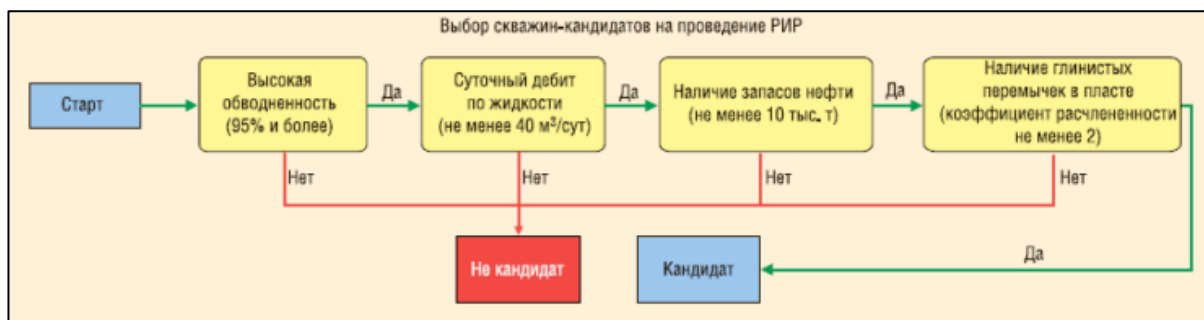 Выбор скважин-кандидатов на проведение РИР
Старт
Высокая
обводненность
(95% и более)
Да
Суточный дебит
по жидкости
(не менее 40 м³/сут)
Да
Наличие запасов нефти
(не менее 10 тыс. т)
Да
Наличие глинистых
перемычек в пласте
(коэффициент расчлененности
не менее 2)
Нет
Нет
Нет
Нет
Не кандидат
Кандидат
Да